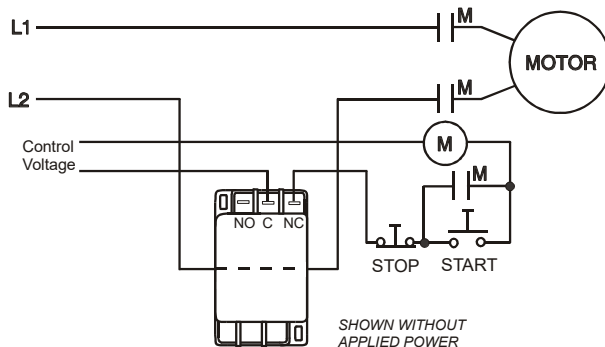 L1
M
MOTOR
L2
M
Control
Voltage
M
M
NO C NC
STOP START
SHOWN WITHOUT
APPLIED POWER